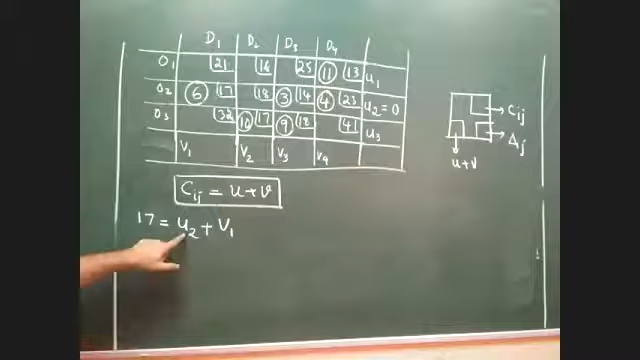 D1 D2 D3 D4
O1 21 16 25 11 13 u1
O2 6 17 18 3 14 4 23 u2=0
O3 32 10 17 9 18 41 u3
V1 V2 V3 V4
Cij
Δj
u+v
Cij = u+v
17 = u2 + V1